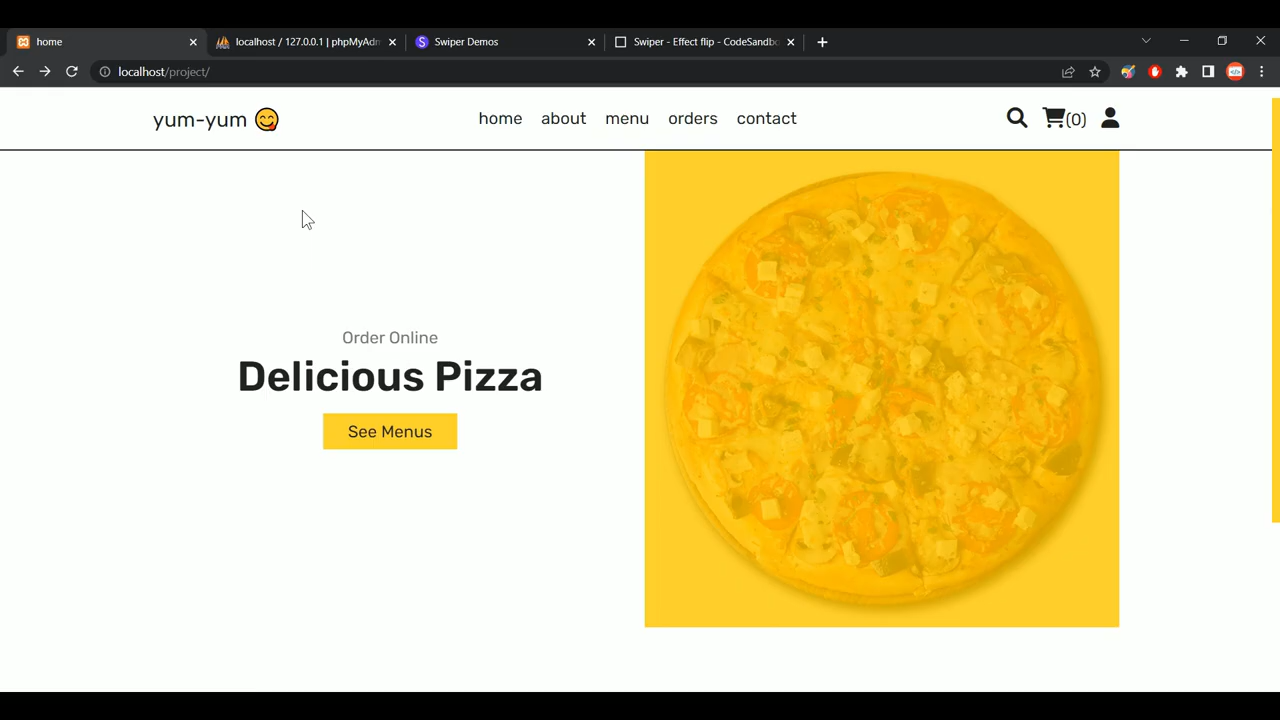 home
localhost / 127.0.0.1 | phpMyAdm
Swiper Demos
Swiper - Effect flip - CodeSandbo
localhost/project/
yum-yum 😋
home about menu orders contact
(0)
Order Online
Delicious Pizza
See Menus